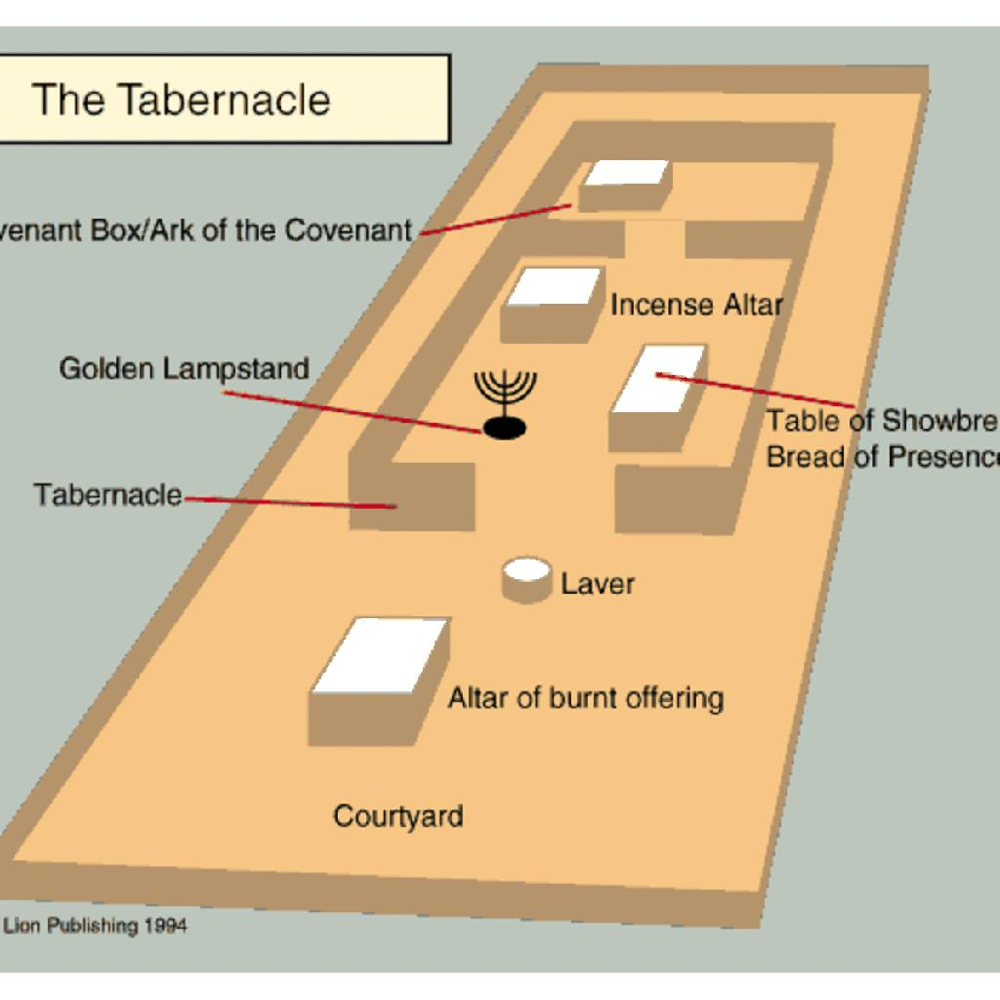 The Tabernacle
venant Box/Ark of the Covenant
Incense Altar
Golden Lampstand
Table of Showbre
Bread of Presence
Tabernacle
Laver
Altar of burnt offering
Courtyard
Lion Publishing 1994